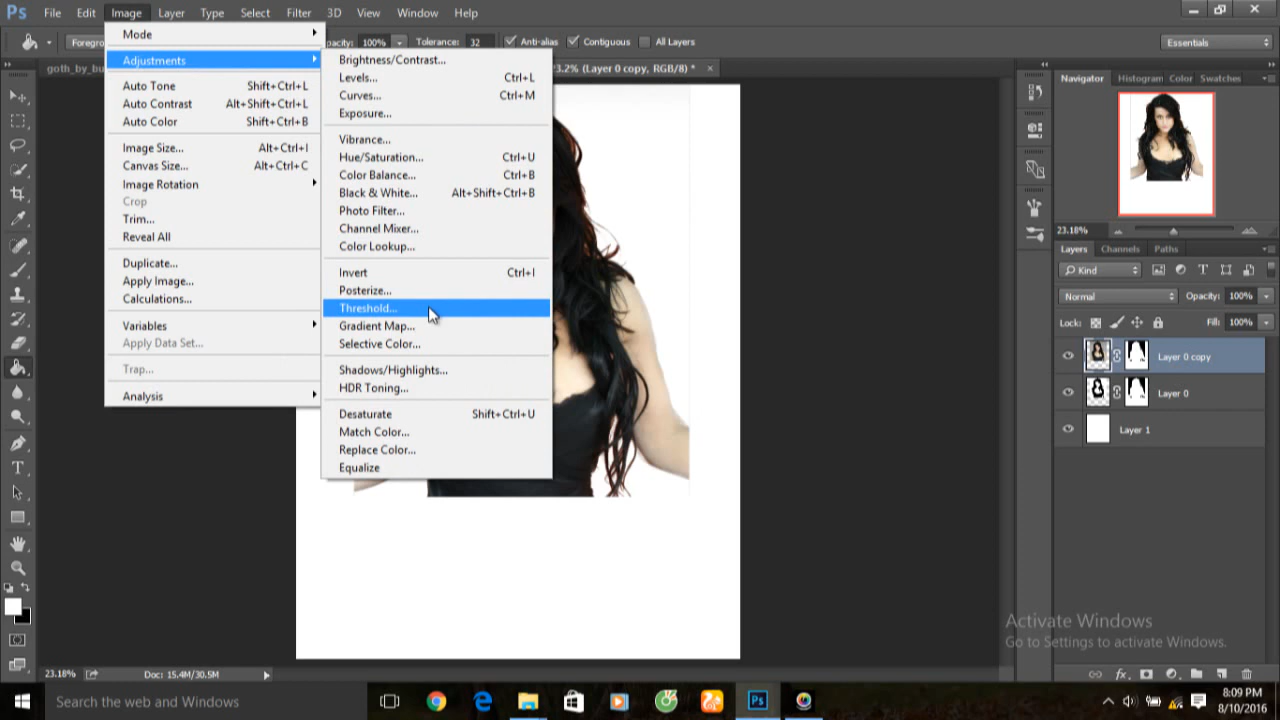 Ps File Edit Image Layer Type Select Filter 3D View Window Help
Opacity: 100% Tolerance: 32 Anti-alias Contiguous All Layers Essentials
3.2% (Layer 0 copy, RGB/8) * ×
Mode
Adjustments
Auto Tone Shift+Ctrl+L
Auto Contrast Alt+Shift+Ctrl+L
Auto Color Shift+Ctrl+B
Image Size... Alt+Ctrl+I
Canvas Size... Alt+Ctrl+C
Image Rotation
Crop
Trim...
Reveal All
Duplicate...
Apply Image...
Calculations...
Variables
Apply Data Set...
Trap...
Analysis
Brightness/Contrast...
Levels... Ctrl+L
Curves... Ctrl+M
Exposure...
Vibrance...
Hue/Saturation... Ctrl+U
Color Balance... Ctrl+B
Black & White... Alt+Shift+Ctrl+B
Photo Filter...
Channel Mixer...
Color Lookup...
Invert Ctrl+I
Posterize...
Threshold...
Gradient Map...
Selective Color...
Shadows/Highlights...
HDR Toning...
Desaturate Shift+Ctrl+U
Match Color...
Replace Color...
Equalize
Navigator Histogram Color Swatches
23.18%
Layers Channels Paths
Kind
Normal Opacity: 100%
Lock: Fill: 100%
Layer 0 copy
Layer 0
Layer 1
Activate Windows
Go to Settings to activate Windows.
23.18% Doc: 15.4M/30.5M
Search the web and Windows
Ps
8:09 PM
8/10/2016